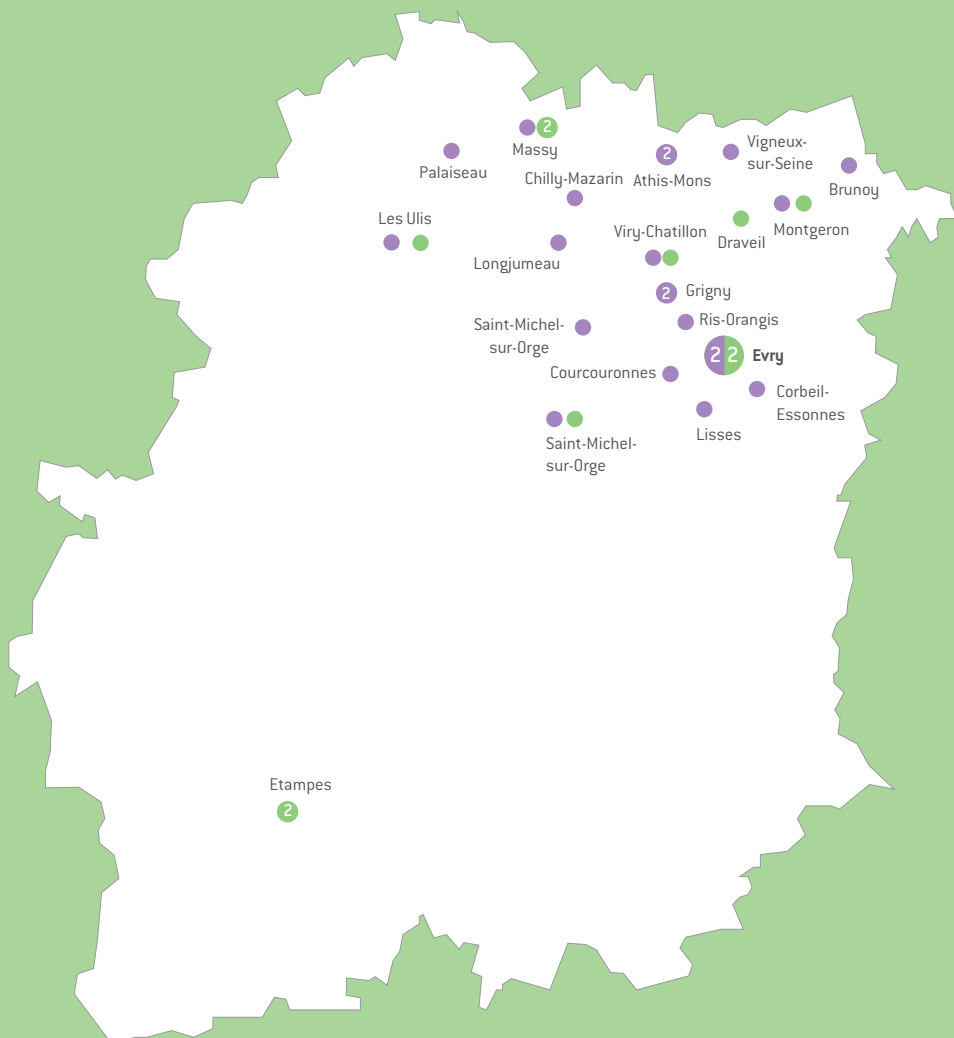 2
Massy
Palaiseau
Chilly-Mazarin
2
Athis-Mons
Vigneux-
sur-Seine
Brunoy
Les Ulis
Longjumeau
Viry-Chatillon
Draveil
Montgeron
2
Grigny
Saint-Michel-
sur-Orge
Ris-Orangis
2 2
Evry
Courcouronnes
Corbeil-
Essonnes
Lisses
Saint-Michel-
sur-Orge
Etampes
2